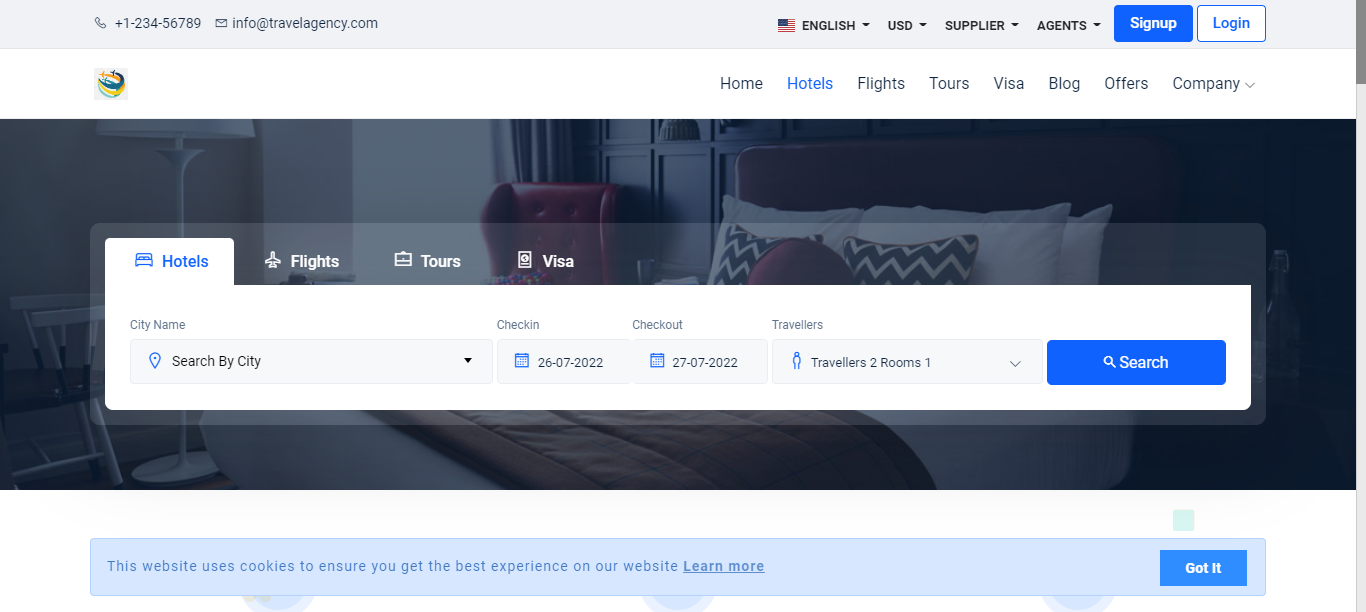 +1-234-56789 info@travelagency.com ENGLISH USD SUPPLIER AGENTS Signup Login
Home Hotels Flights Tours Visa Blog Offers Company
Hotels Flights Tours Visa
City Name Checkin Checkout Travellers
Search By City 26-07-2022 27-07-2022 Travellers 2 Rooms 1 Search
This website uses cookies to ensure you get the best experience on our website Learn more Got It